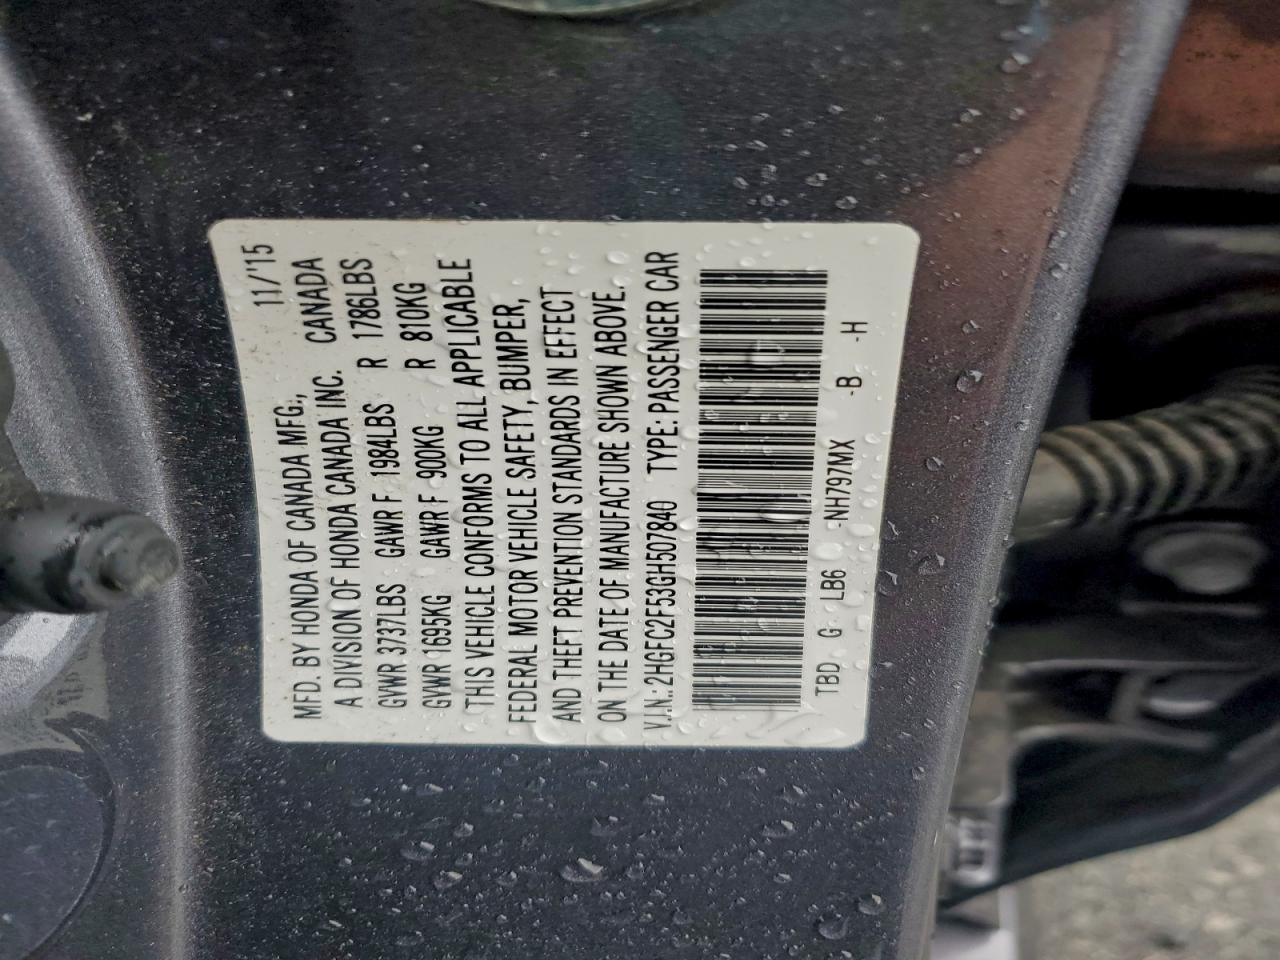 MFD. BY HONDA OF CANADA MFG., 11/'15
A DIVISION OF HONDA CANADA INC. CANADA
GVWR 3737LBS GAWR F 1984LBS R 1786LBS
GVWR 1695KG GAWR F 900KG R 810KG
THIS VEHICLE CONFORMS TO ALL APPLICABLE
FEDERAL MOTOR VEHICLE SAFETY, BUMPER,
AND THEFT PREVENTION STANDARDS IN EFFECT
ON THE DATE OF MANUFACTURE SHOWN ABOVE.
V.I.N.: 2HGFC2F53GH507840 TYPE: PASSENGER CAR
TBD G LB6 -NH797MX -B -H